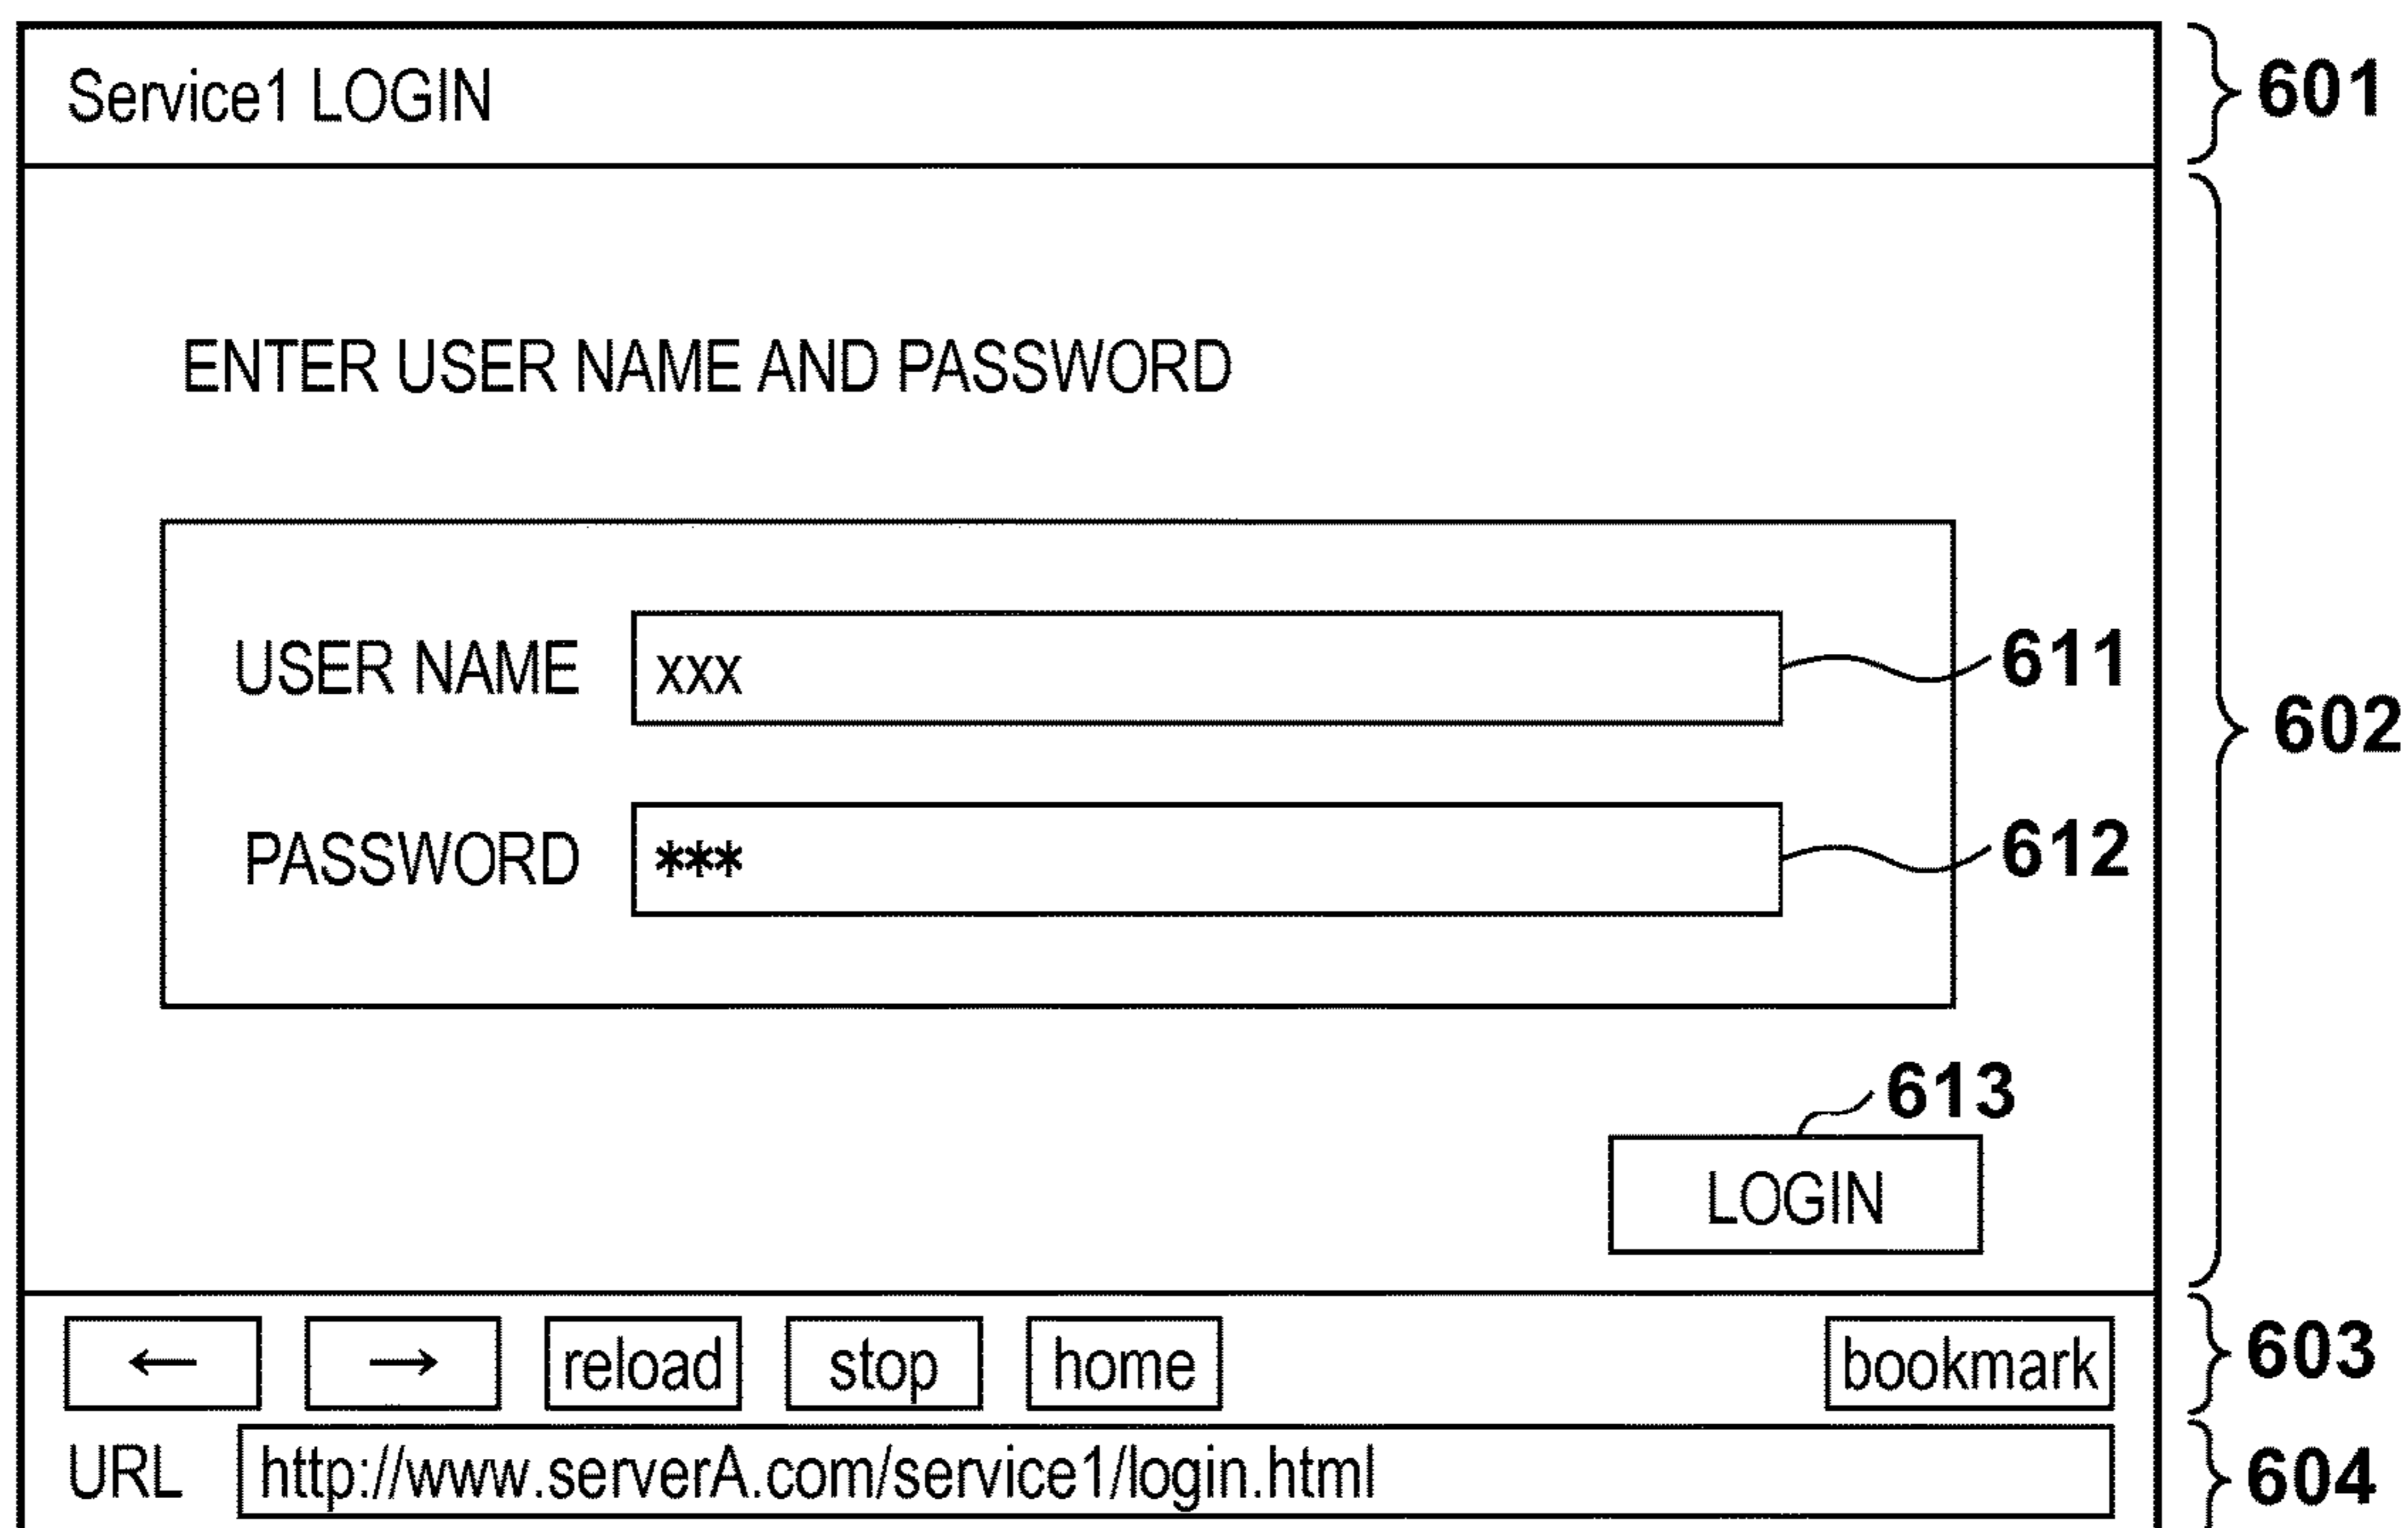 Service1 LOGIN
601
ENTER USER NAME AND PASSWORD
USER NAME xxx 611
602
PASSWORD *** 612
613
LOGIN
← → reload stop home bookmark 603
URL http://www.serverA.com/service1/login.html 604